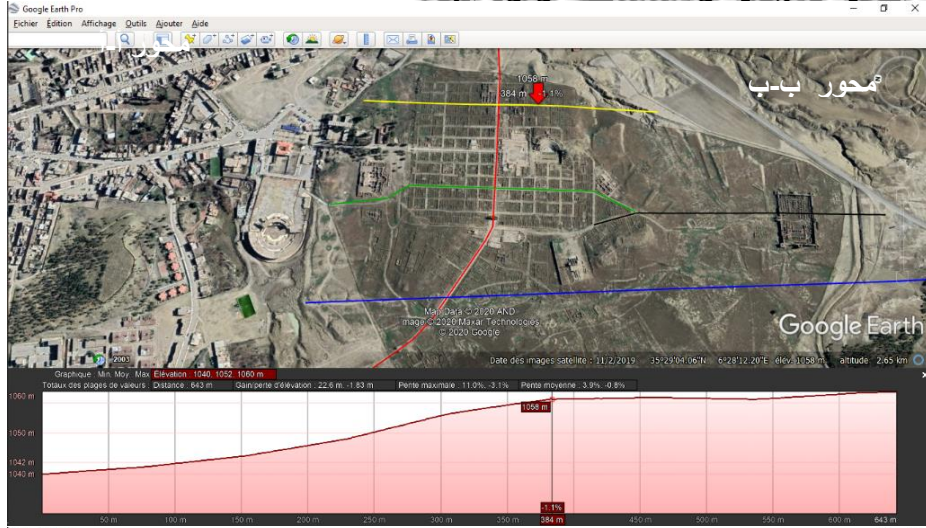 Google Earth Pro
Fichier Édition Affichage Outils Ajouter Aide
محور
محور ب-ب
1058 m
384 m -1.1%
Map Data © 2020 AND
Image © 2020 Maxar Technologies
© 2020 Google
Google Earth
2003
Date des images satellite : 11/2/2019 35°29'04.06"N 6°28'12.20"E élév. 1058 m altitude 2,65 km
Graphique : Min, Moy, Max Élévation : 1040, 1052, 1060 m
Totaux des plages de valeurs : Distance : 643 m Gain/perte d'élévation : 22.6 m, -1.83 m Pente maximale : 11.0%, -3.1% Pente moyenne : 3.9%, -0.8%
1060 m
1058 m
1050 m
1042 m
1040 m
-1.1%
50 m 100 m 150 m 200 m 250 m 300 m 350 m 384 m 450 m 500 m 550 m 600 m 643 m